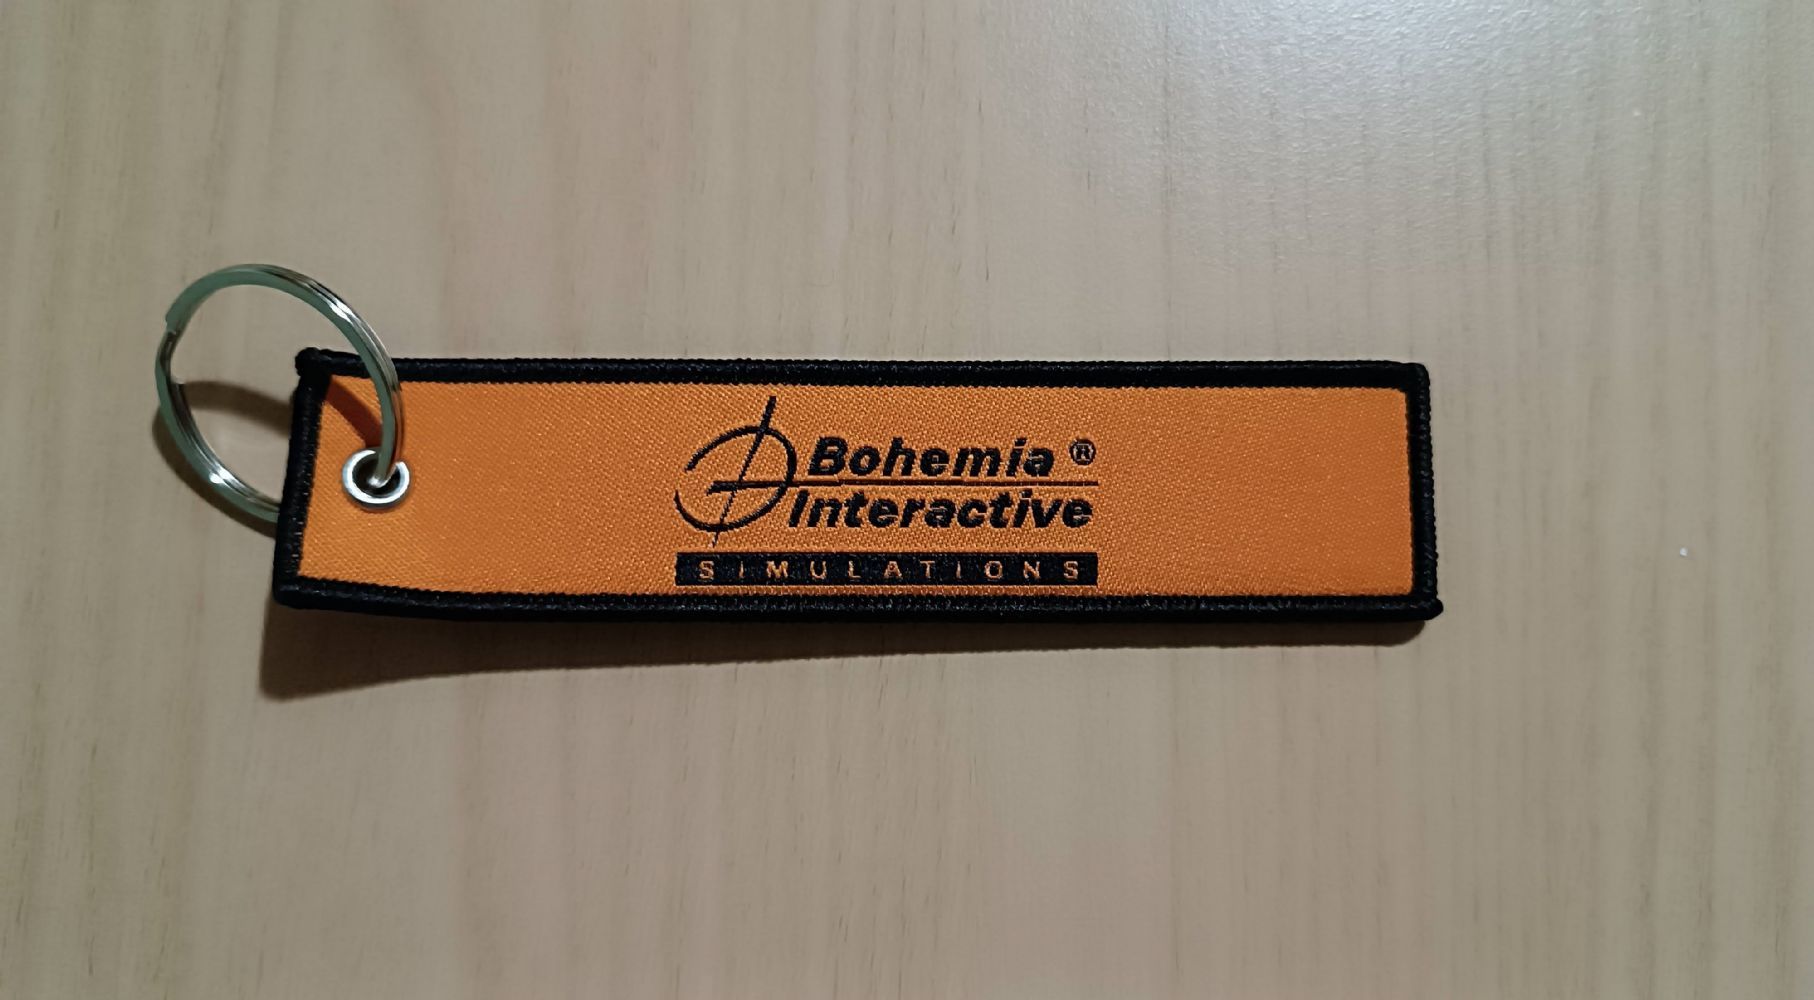 Bohemia ®
Interactive
SIMULATIONS